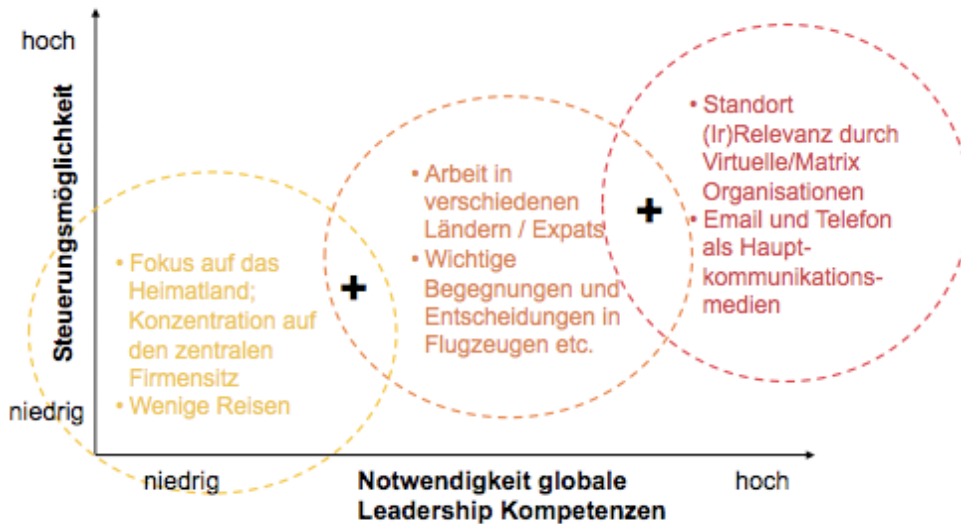 hoch
Steuerungsmöglichkeit
niedrig
• Fokus auf das
Heimatland;
Konzentration auf
den zentralen
Firmensitz
• Wenige Reisen
+
• Arbeit in
verschiedenen
Ländern / Expats
• Wichtige
Begegnungen und
Entscheidungen in
Flugzeugen etc.
+
• Standort
(Ir)Relevanz durch
Virtuelle/Matrix
Organisationen
• Email und Telefon
als Haupt-
kommunikations-
medien
niedrig
Notwendigkeit globale
Leadership Kompetenzen
hoch